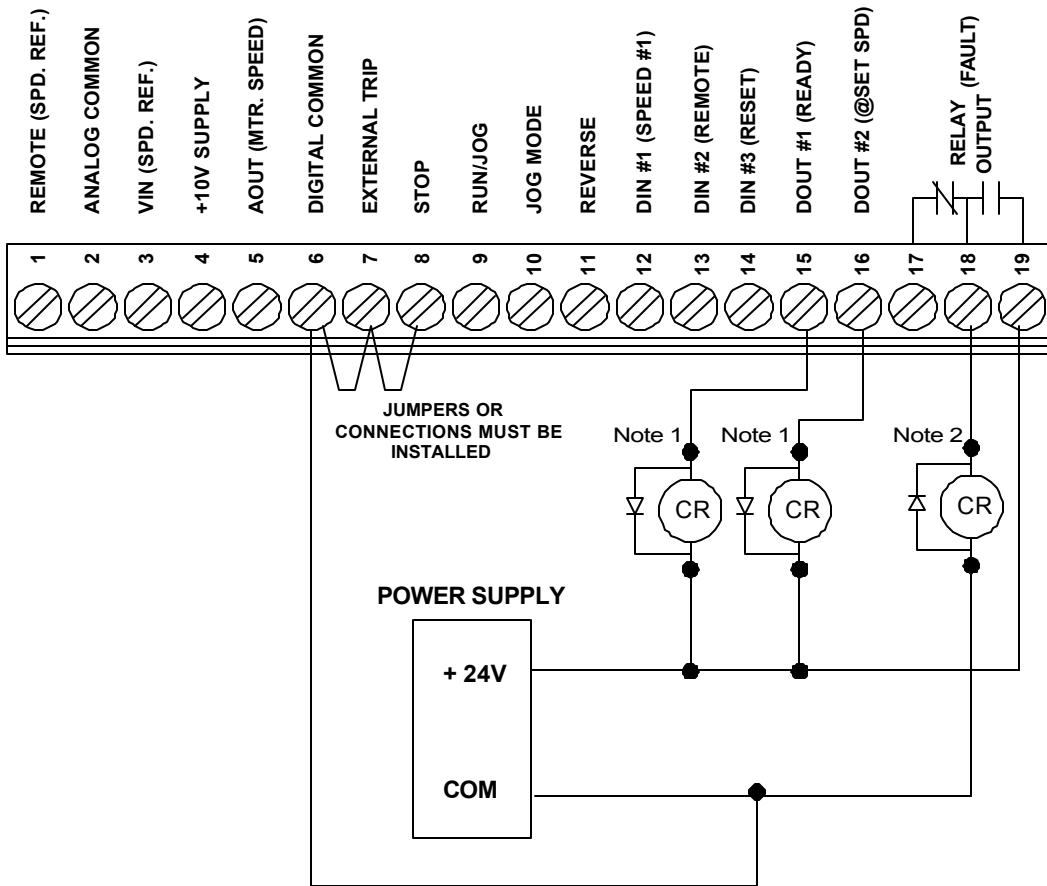 REMOTE (SPD. REF.)
ANALOG COMMON
VIN (SPD. REF.)
+10V SUPPLY
AOUT (MTR. SPEED)
DIGITAL COMMON
EXTERNAL TRIP
STOP
RUN/JOG
JOG MODE
REVERSE
DIN #1 (SPEED #1)
DIN #2 (REMOTE)
DIN #3 (RESET)
DOUT #1 (READY)
DOUT #2 (@SET SPD)
RELAY
OUTPUT (FAULT)
1
2
3
4
5
6
7
8
9
10
11
12
13
14
15
16
17
18
19
JUMPERS OR
CONNECTIONS MUST BE
INSTALLED
Note 1
Note 1
Note 2
CR
CR
CR
POWER SUPPLY
+ 24V
COM